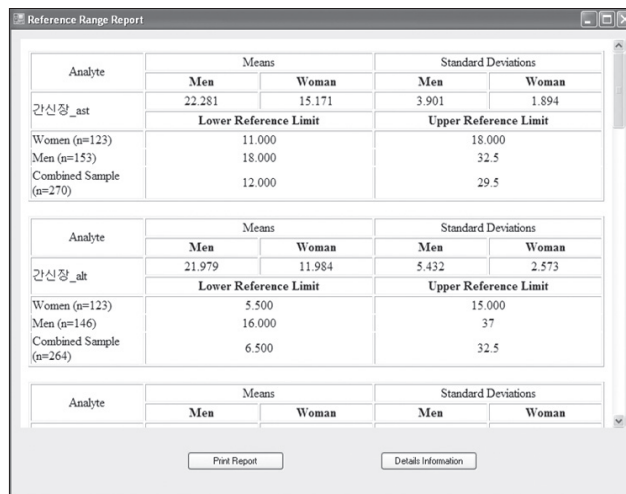 Reference Range Report
Analyte Means Standard Deviations
Men Woman Men Woman
간신장_ast 22.281 15.171 3.901 1.894
Lower Reference Limit Upper Reference Limit
Women (n=123) 11.000 18.000
Men (n=153) 18.000 32.5
Combined Sample (n=270) 12.000 29.5
Analyte Means Standard Deviations
Men Woman Men Woman
간신장_alt 21.979 11.984 5.432 2.573
Lower Reference Limit Upper Reference Limit
Women (n=123) 5.500 15.000
Men (n=146) 16.000 37
Combined Sample (n=264) 6.500 32.5
Analyte Means Standard Deviations
Men Woman Men Woman
Print Report Details Information